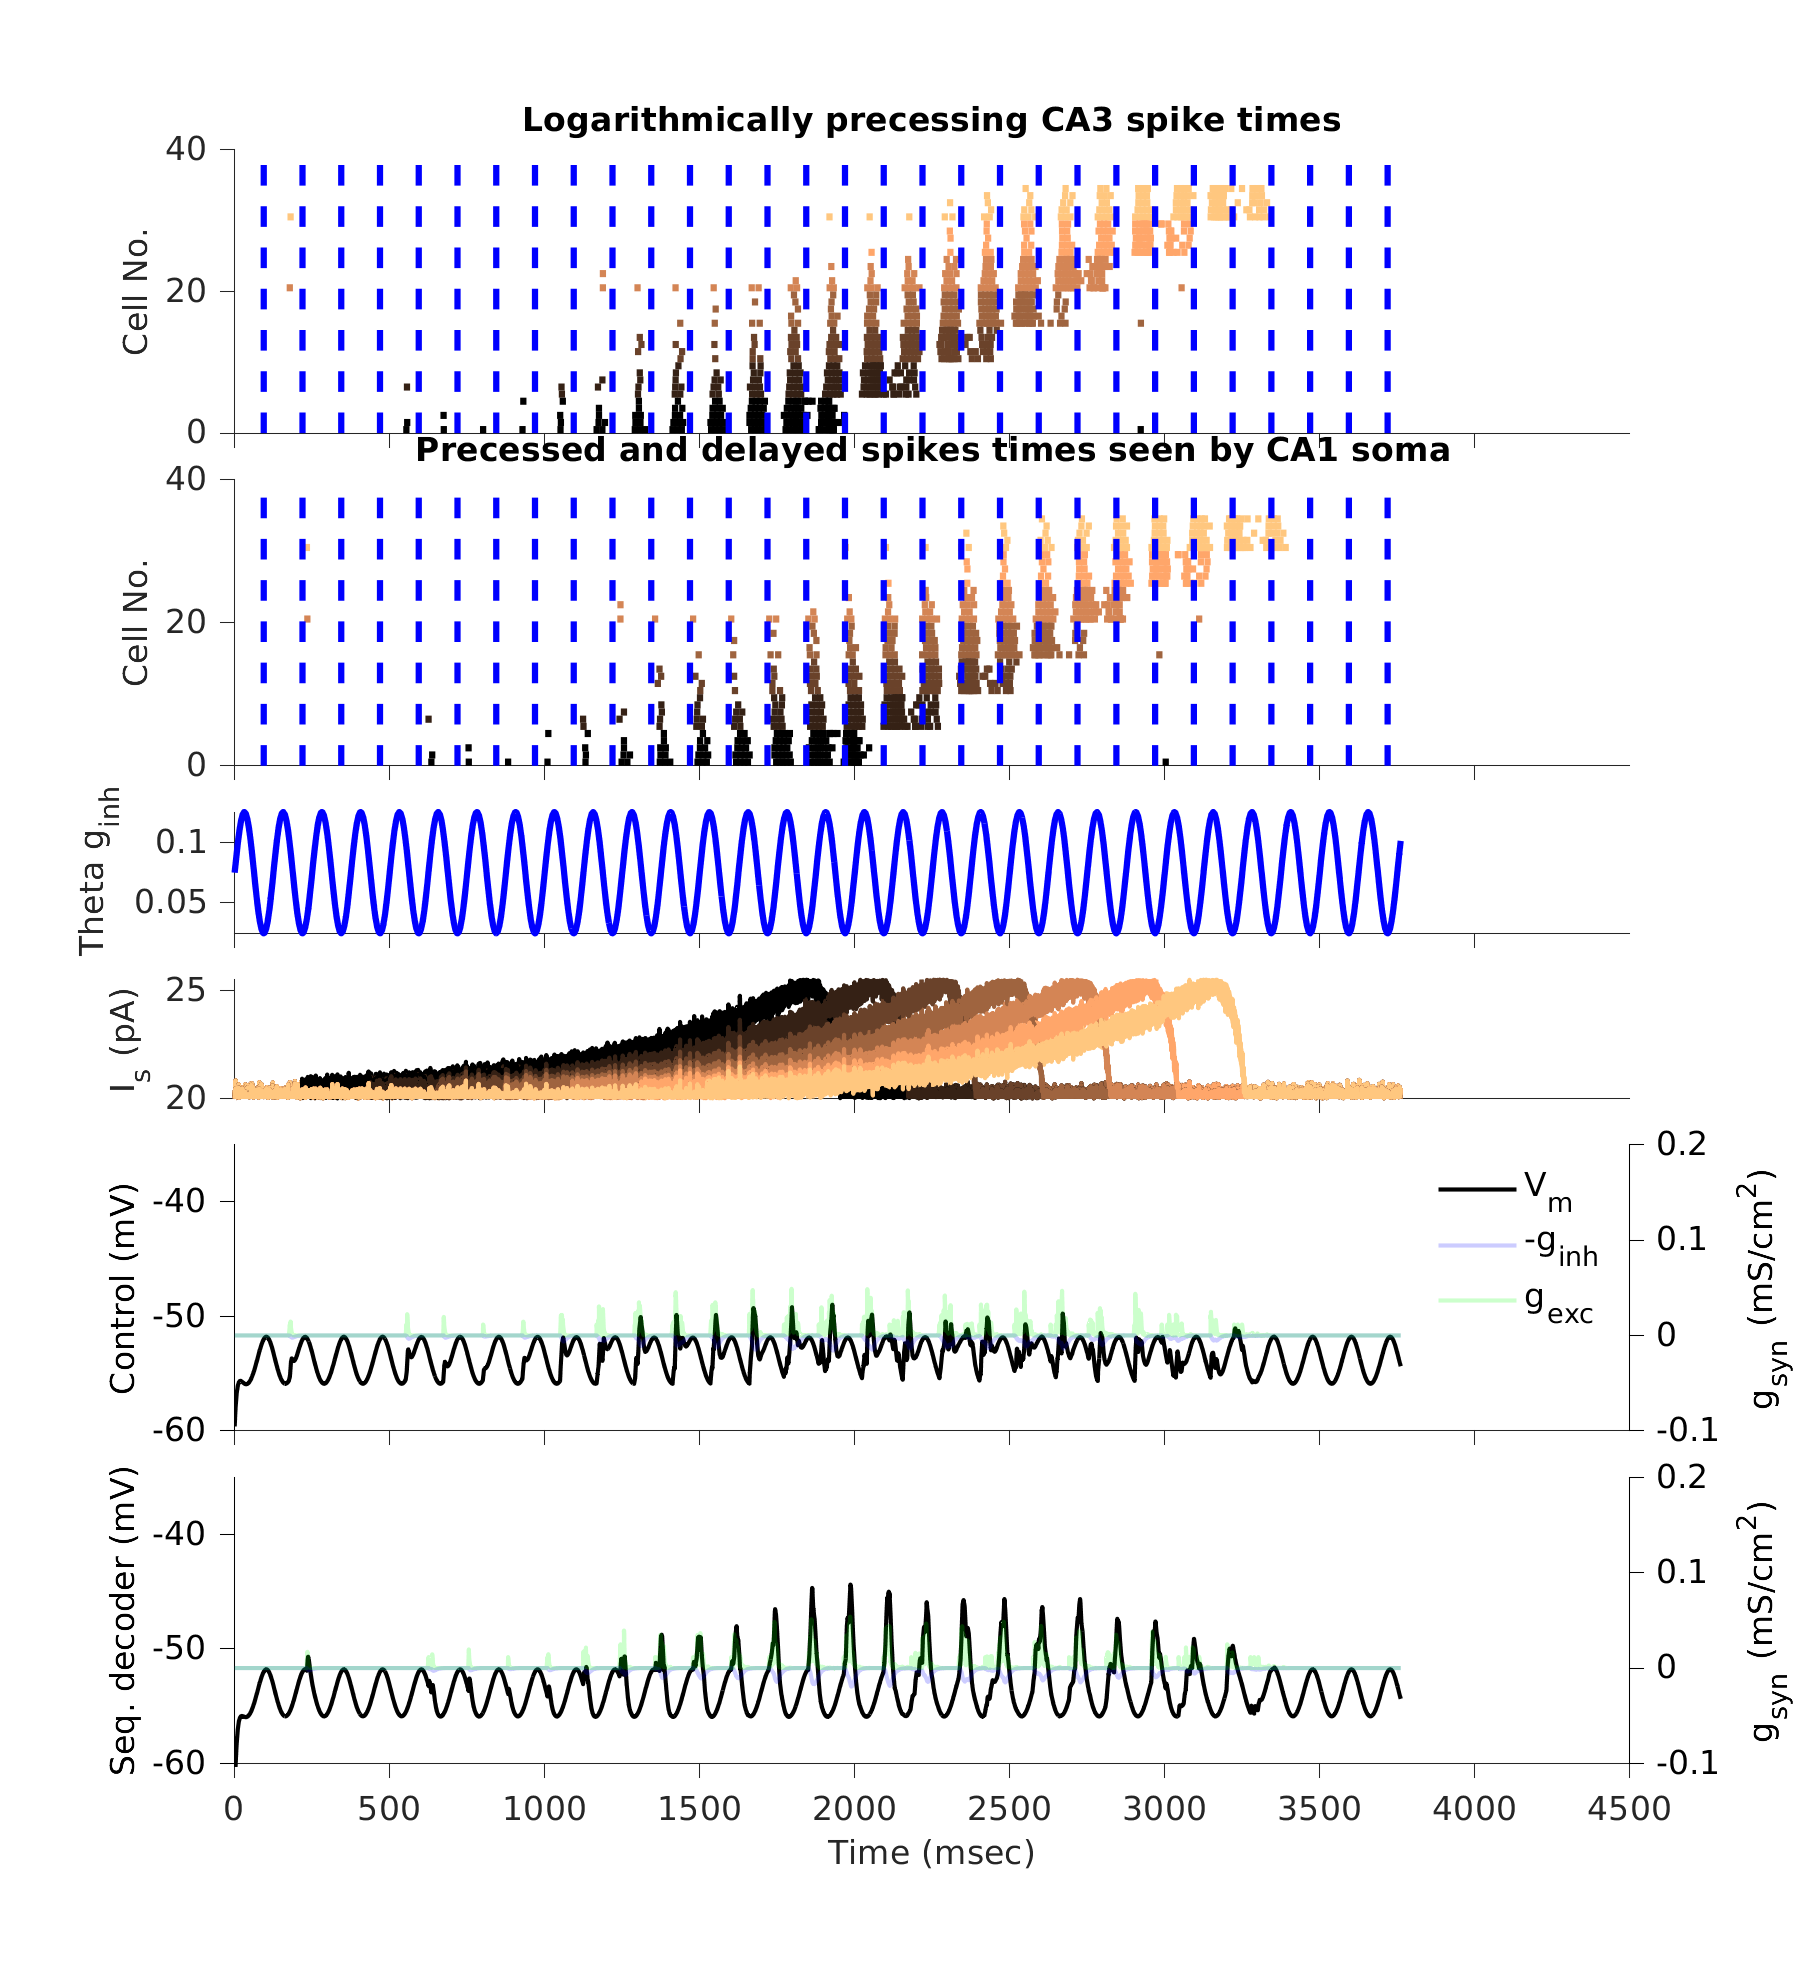 Logarithmically precessing CA3 spike times
40
20
0
Cell No.
Precessed and delayed spikes times seen by CA1 soma
40
20
0
Cell No.
0.1
0.05
Theta g_inh
25
20
I_s (pA)
-40
-50
-60
Control (mV)
V_m
-g_inh
g_exc
0.2
0.1
0
-0.1
g_syn (mS/cm^2)
-40
-50
-60
Seq. decoder (mV)
0.2
0.1
0
-0.1
g_syn (mS/cm^2)
0 500 1000 1500 2000 2500 3000 3500 4000 4500
Time (msec)